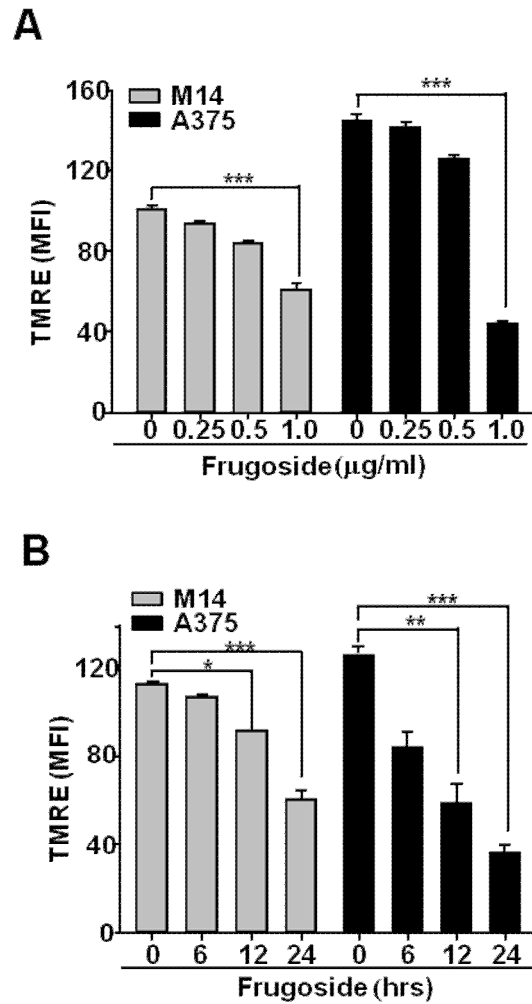 A
160
120
80
40
0
TMRE (MFI)
M14
A375
***
***
0 0.25 0.5 1.0 0 0.25 0.5 1.0
Frugoside (μg/ml)
B
120
80
40
0
TMRE (MFI)
M14
A375
***
*
***
**
0 6 12 24 0 6 12 24
Frugoside (hrs)